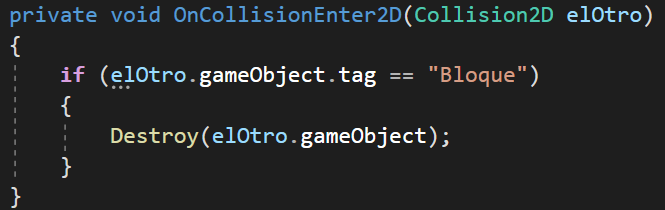 private void OnCollisionEnter2D(Collision2D elOtro)
{
if (elOtro.gameObject.tag == "Bloque")
{
Destroy(elOtro.gameObject);
}
}